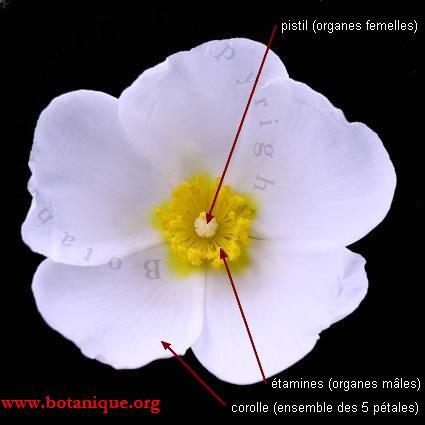 pistil (organes femelles)
étamines (organes mâles)
corolle (ensemble des 5 pétales)
www.botanique.org